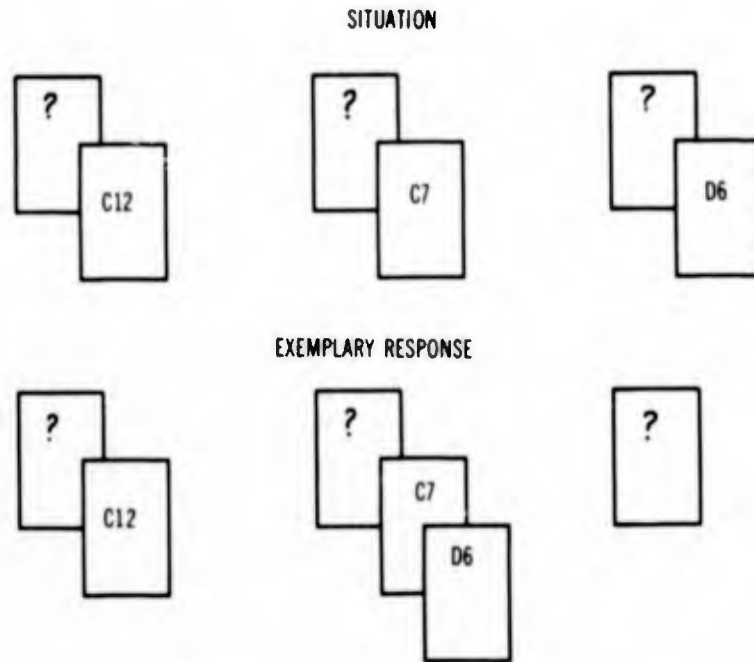 SITUATION
? ? ?
C12 C7 D6
EXEMPLARY RESPONSE
? ? ?
C7
C12
D6